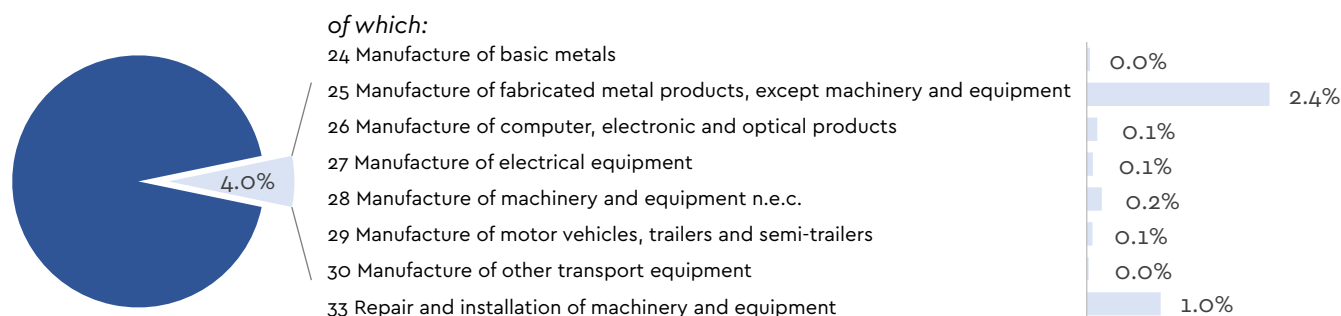 of which:
24 Manufacture of basic metals 0.0%
25 Manufacture of fabricated metal products, except machinery and equipment 2.4%
26 Manufacture of computer, electronic and optical products 0.1%
27 Manufacture of electrical equipment 0.1%
4.0%
28 Manufacture of machinery and equipment n.e.c. 0.2%
29 Manufacture of motor vehicles, trailers and semi-trailers 0.1%
30 Manufacture of other transport equipment 0.0%
33 Repair and installation of machinery and equipment 1.0%